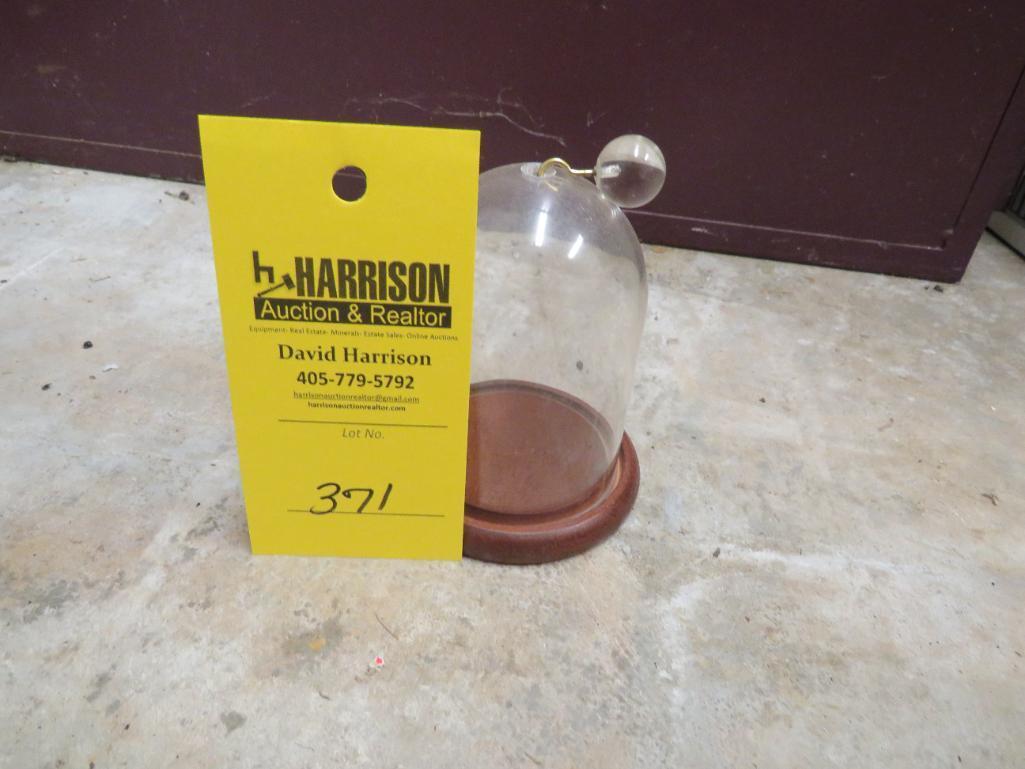 h HARRISON
Auction & Realtor
Equipment- Real Estate- Minerals- Estate Sales- Online Auctions
David Harrison
405-779-5792
harrisonauctionrealtor@gmail.com
harrisonauctionrealtor.com
Lot No.
371